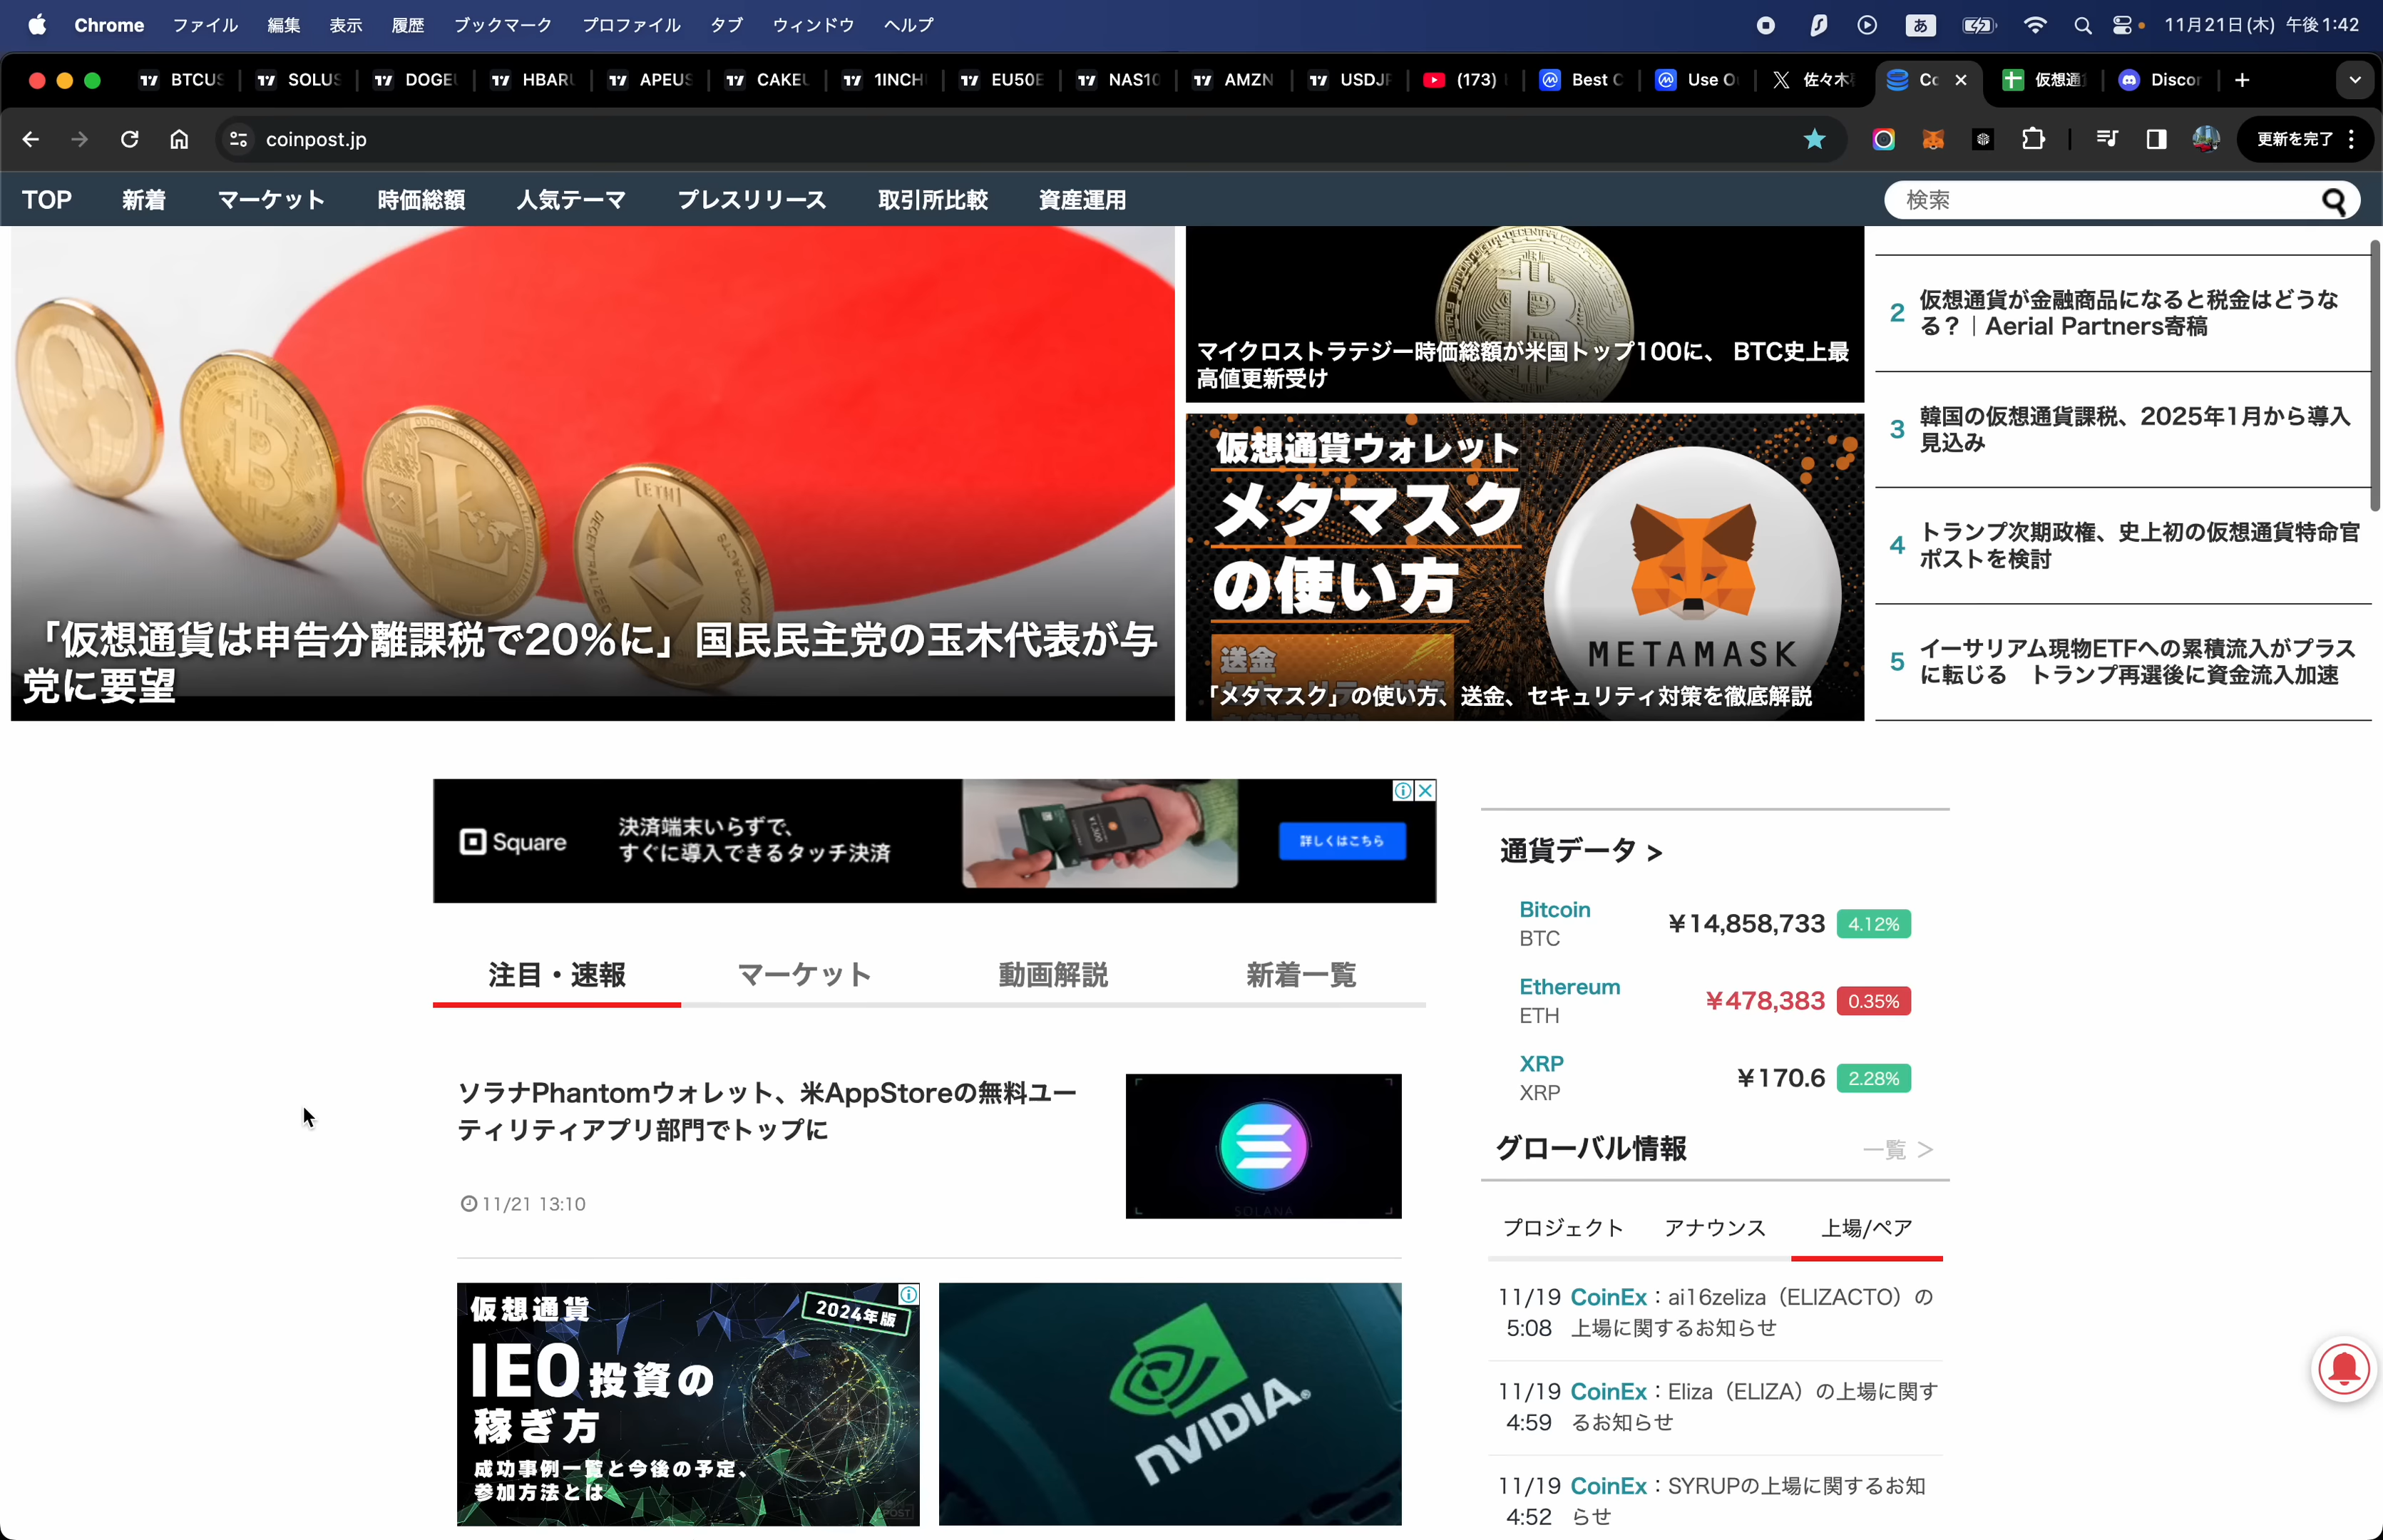 Chrome ファイル 編集 表示 履歴 ブックマーク プロファイル タブ ウィンドウ ヘルプ
あ 11月21日(木) 午後1:42
BTCUS SOLUS DOGEU HBARU APEUS CAKEU 1INCH EU50E NAS10 AMZN USDJP (173) Best C Use O 佐々木 Co 仮想通 Discor
coinpost.jp
更新を完了
TOP 新着 マーケット 時価総額 人気テーマ プレスリリース 取引所比較 資産運用
検索
「仮想通貨は申告分離課税で20%に」国民民主党の玉木代表が与
党に要望
マイクロストラテジー時価総額が米国トップ100に、 BTC史上最
高値更新受け
仮想通貨ウォレット
メタマスク
の使い方
送金
METAMASK
「メタマスク」の使い方、送金、セキュリティ対策を徹底解説
2 仮想通貨が金融商品になると税金はどうな
る？｜Aerial Partners寄稿
3 韓国の仮想通貨課税、2025年1月から導入
見込み
4 トランプ次期政権、史上初の仮想通貨特命官
ポストを検討
5 イーサリアム現物ETFへの累積流入がプラス
に転じる　トランプ再選後に資金流入加速
Square
決済端末いらずで、
すぐに導入できるタッチ決済
詳しくはこちら
注目・速報 マーケット 動画解説 新着一覧
ソラナPhantomウォレット、米AppStoreの無料ユー
ティリティアプリ部門でトップに
11/21 13:10
SOLANA
仮想通貨
2024年版
IEO投資の
稼ぎ方
成功事例一覧と今後の予定、
参加方法とは
NVIDIA
通貨データ >
Bitcoin
BTC
¥14,858,733 4.12%
Ethereum
ETH
¥478,383 0.35%
XRP
XRP
¥170.6 2.28%
グローバル情報 一覧 >
プロジェクト アナウンス 上場/ペア
11/19 CoinEx：ai16zeliza（ELIZACTO）の
5:08 上場に関するお知らせ
11/19 CoinEx：Eliza（ELIZA）の上場に関す
4:59 るお知らせ
11/19 CoinEx：SYRUPの上場に関するお知
4:52 らせ